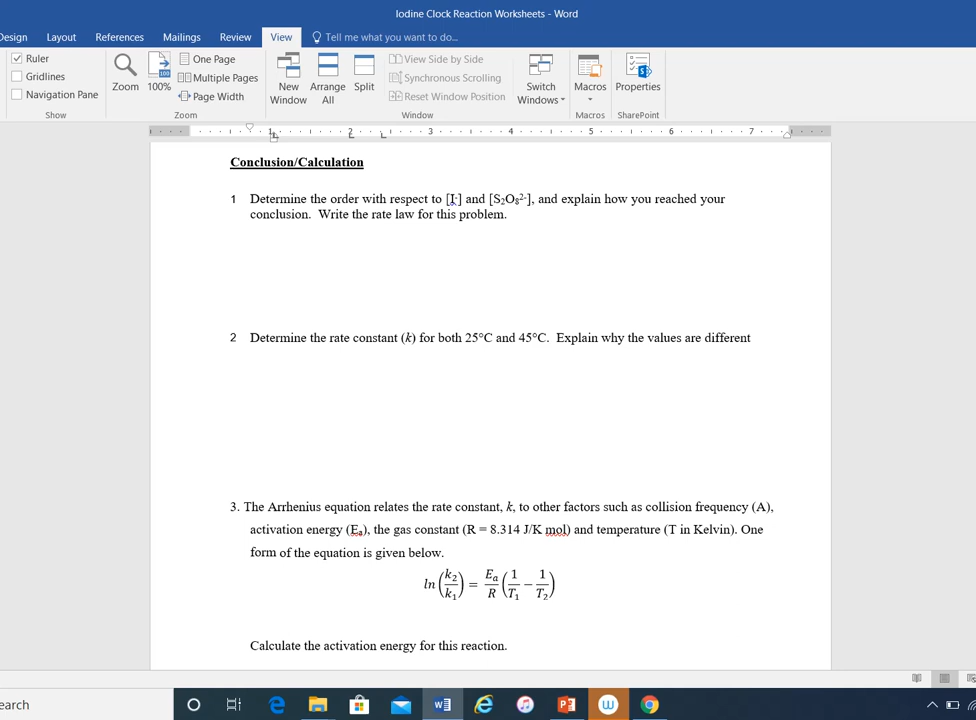 Iodine Clock Reaction Worksheets - Word
Design Layout References Mailings Review View Tell me what you want to do...
Ruler
Gridlines
Navigation Pane
Show
Zoom
100%
One Page
Multiple Pages
Page Width
Zoom
New Window
Arrange All
Split
View Side by Side
Synchronous Scrolling
Reset Window Position
Window
Switch Windows
Macros
Macros
Properties
SharePoint
1 2 3 4 5 6 7
Conclusion/Calculation
1 Determine the order with respect to [I⁻] and [S₂O₈²⁻], and explain how you reached your
conclusion. Write the rate law for this problem.
2 Determine the rate constant (k) for both 25°C and 45°C. Explain why the values are different
3. The Arrhenius equation relates the rate constant, k, to other factors such as collision frequency (A),
activation energy (Eₐ), the gas constant (R = 8.314 J/K mol) and temperature (T in Kelvin). One
form of the equation is given below.
ln(k₂/k₁) = Eₐ/R (1/T₁ − 1/T₂)
Calculate the activation energy for this reaction.
earch